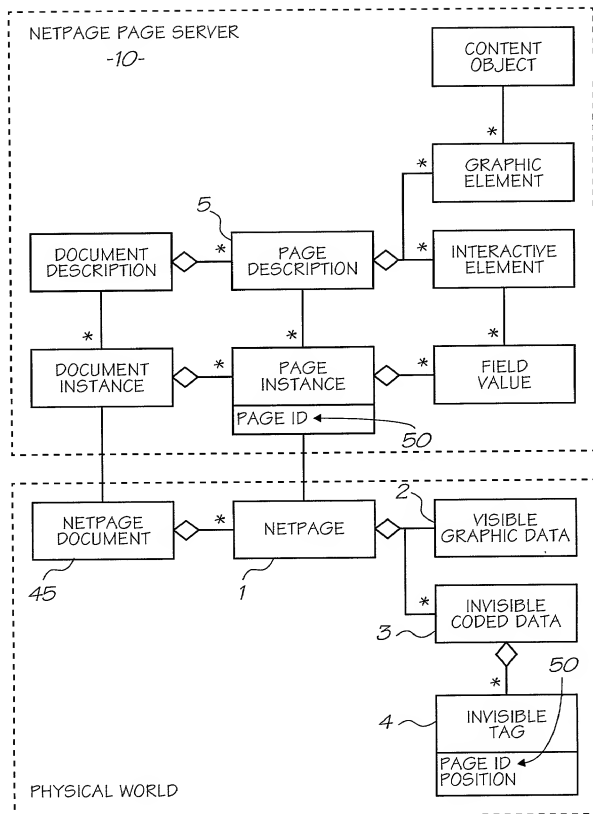 NETPAGE PAGE SERVER
-10-
CONTENT
OBJECT
*
*
GRAPHIC
ELEMENT
5
DOCUMENT
DESCRIPTION
*
PAGE
DESCRIPTION
*
INTERACTIVE
ELEMENT
*
*
*
DOCUMENT
INSTANCE
*
PAGE
INSTANCE
*
FIELD
VALUE
PAGE ID
50
NETPAGE
DOCUMENT
*
NETPAGE
2
VISIBLE
GRAPHIC DATA
45
1
*
INVISIBLE
CODED DATA
3
*
50
4
INVISIBLE
TAG
PAGE ID
POSITION
PHYSICAL WORLD